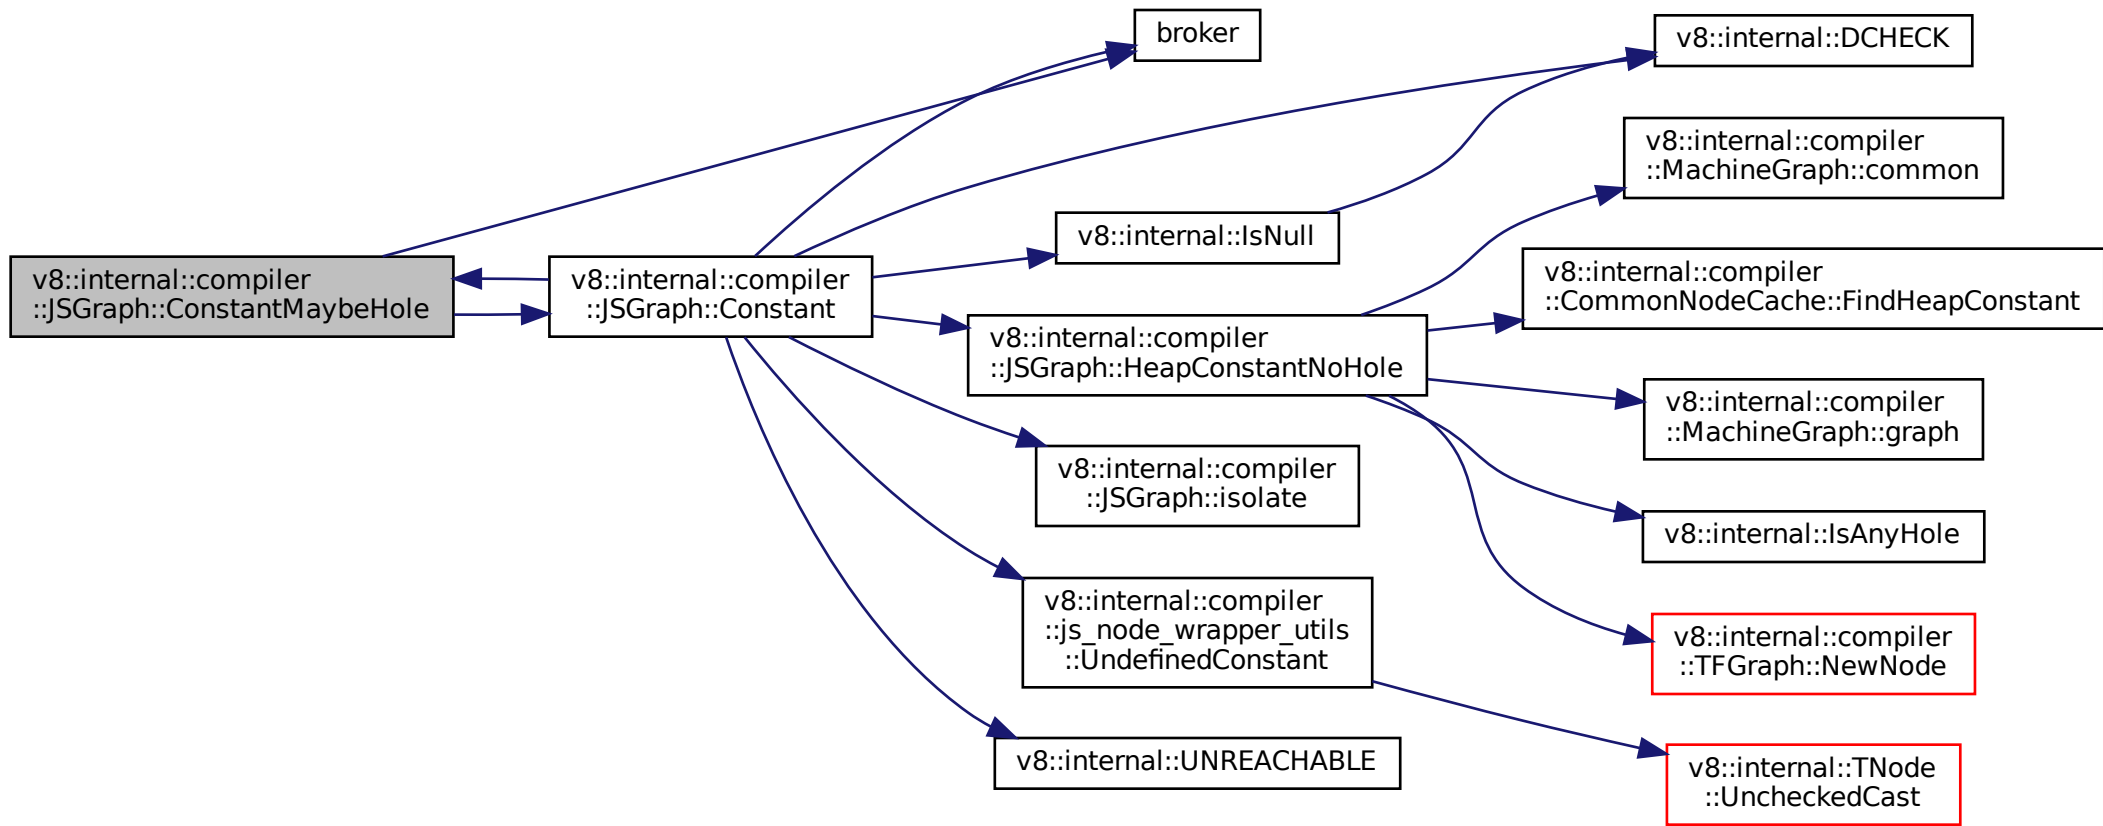 broker
v8::internal::DCHECK
v8::internal::compiler
::MachineGraph::common
v8::internal::IsNull
v8::internal::compiler
::JSGraph::ConstantMaybeHole
v8::internal::compiler
::JSGraph::Constant
v8::internal::compiler
::CommonNodeCache::FindHeapConstant
v8::internal::compiler
::JSGraph::HeapConstantNoHole
v8::internal::compiler
::MachineGraph::graph
v8::internal::compiler
::JSGraph::isolate
v8::internal::IsAnyHole
v8::internal::compiler
::js_node_wrapper_utils
::UndefinedConstant
v8::internal::compiler
::TFGraph::NewNode
v8::internal::UNREACHABLE
v8::internal::TNode
::UncheckedCast